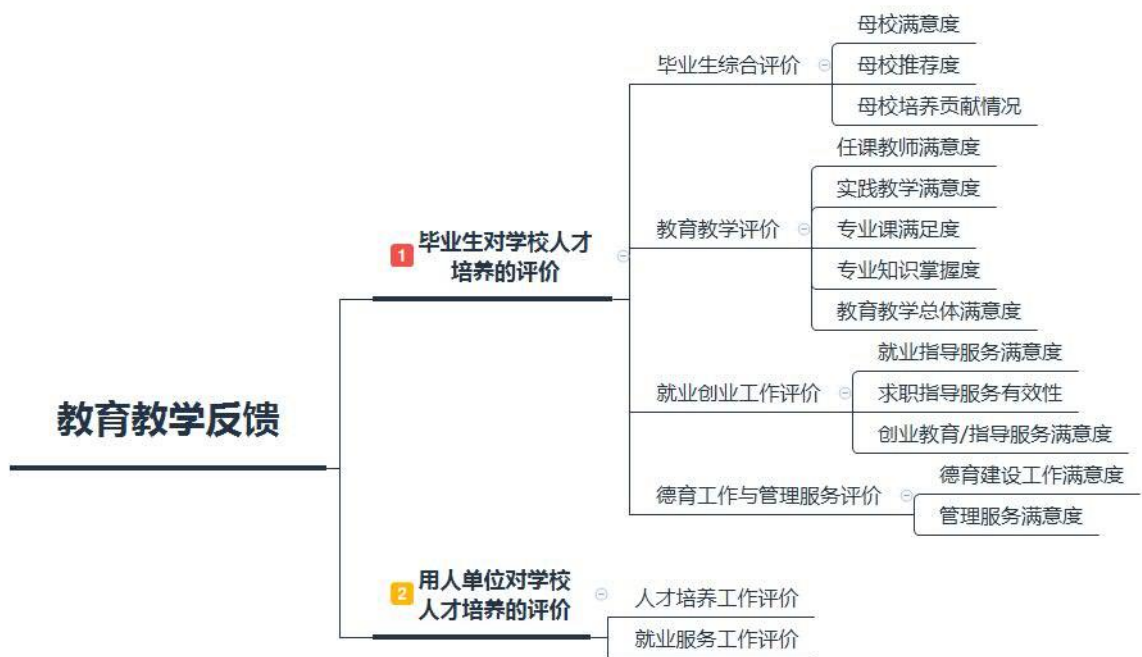 教育教学反馈
1
毕业生对学校人才
培养的评价
毕业生综合评价
母校满意度
母校推荐度
母校培养贡献情况
教育教学评价
任课教师满意度
实践教学满意度
专业课满足度
专业知识掌握度
教育教学总体满意度
就业创业工作评价
就业指导服务满意度
求职指导服务有效性
创业教育/指导服务满意度
德育工作与管理服务评价
德育建设工作满意度
管理服务满意度
2
用人单位对学校
人才培养的评价
人才培养工作评价
就业服务工作评价